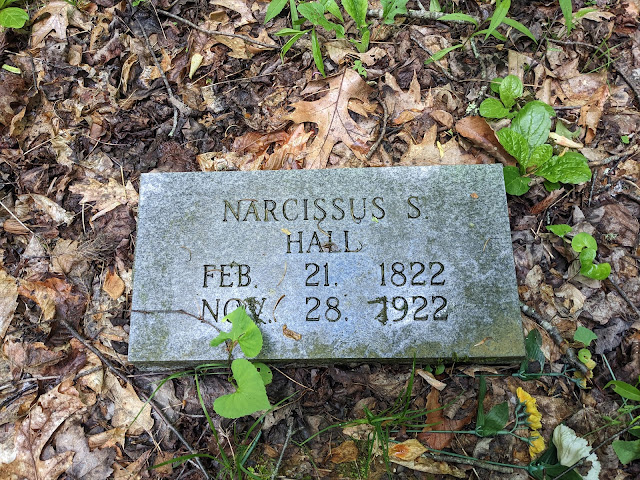 NARCISSUS S.
HALL
FEB. 21. 1822
NOV. 28. 1922